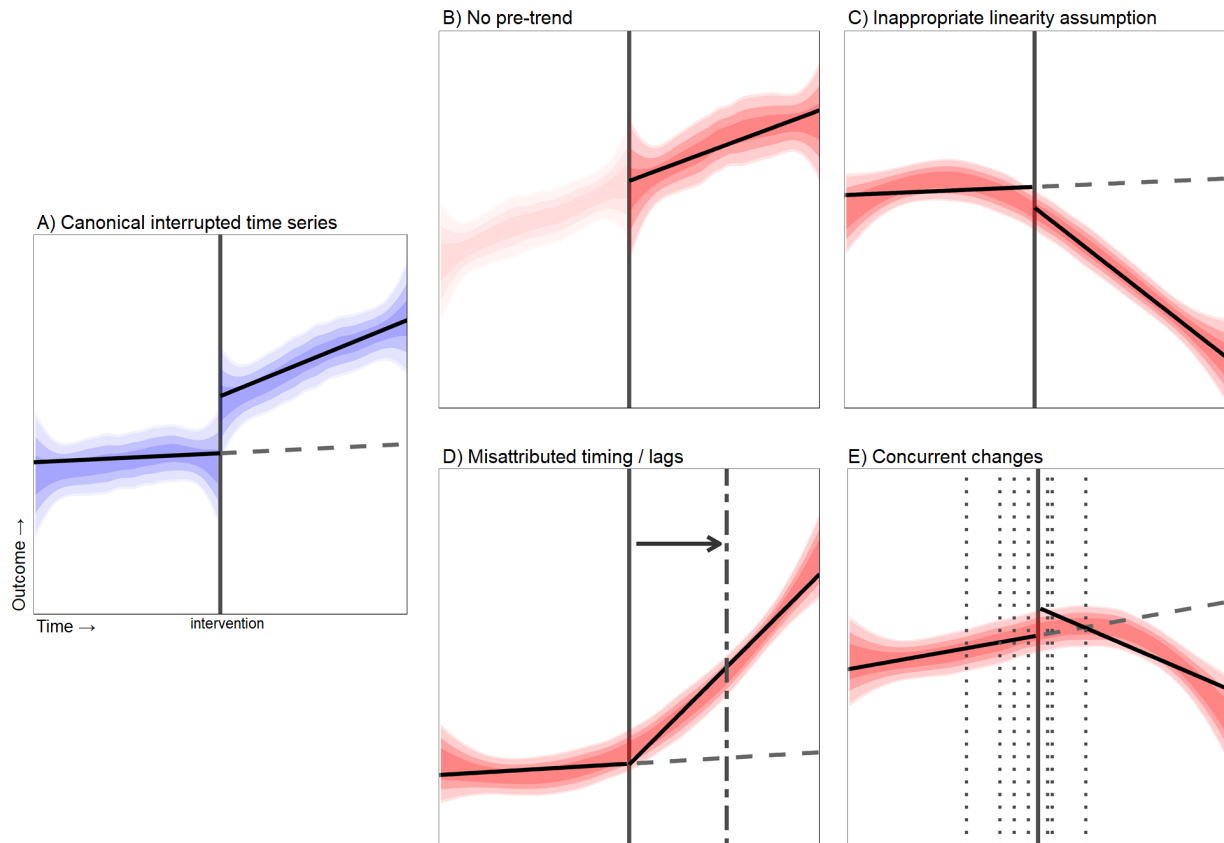 A) Canonical interrupted time series
Outcome →
Time →
intervention
B) No pre-trend
C) Inappropriate linearity assumption
D) Misattributed timing / lags
E) Concurrent changes